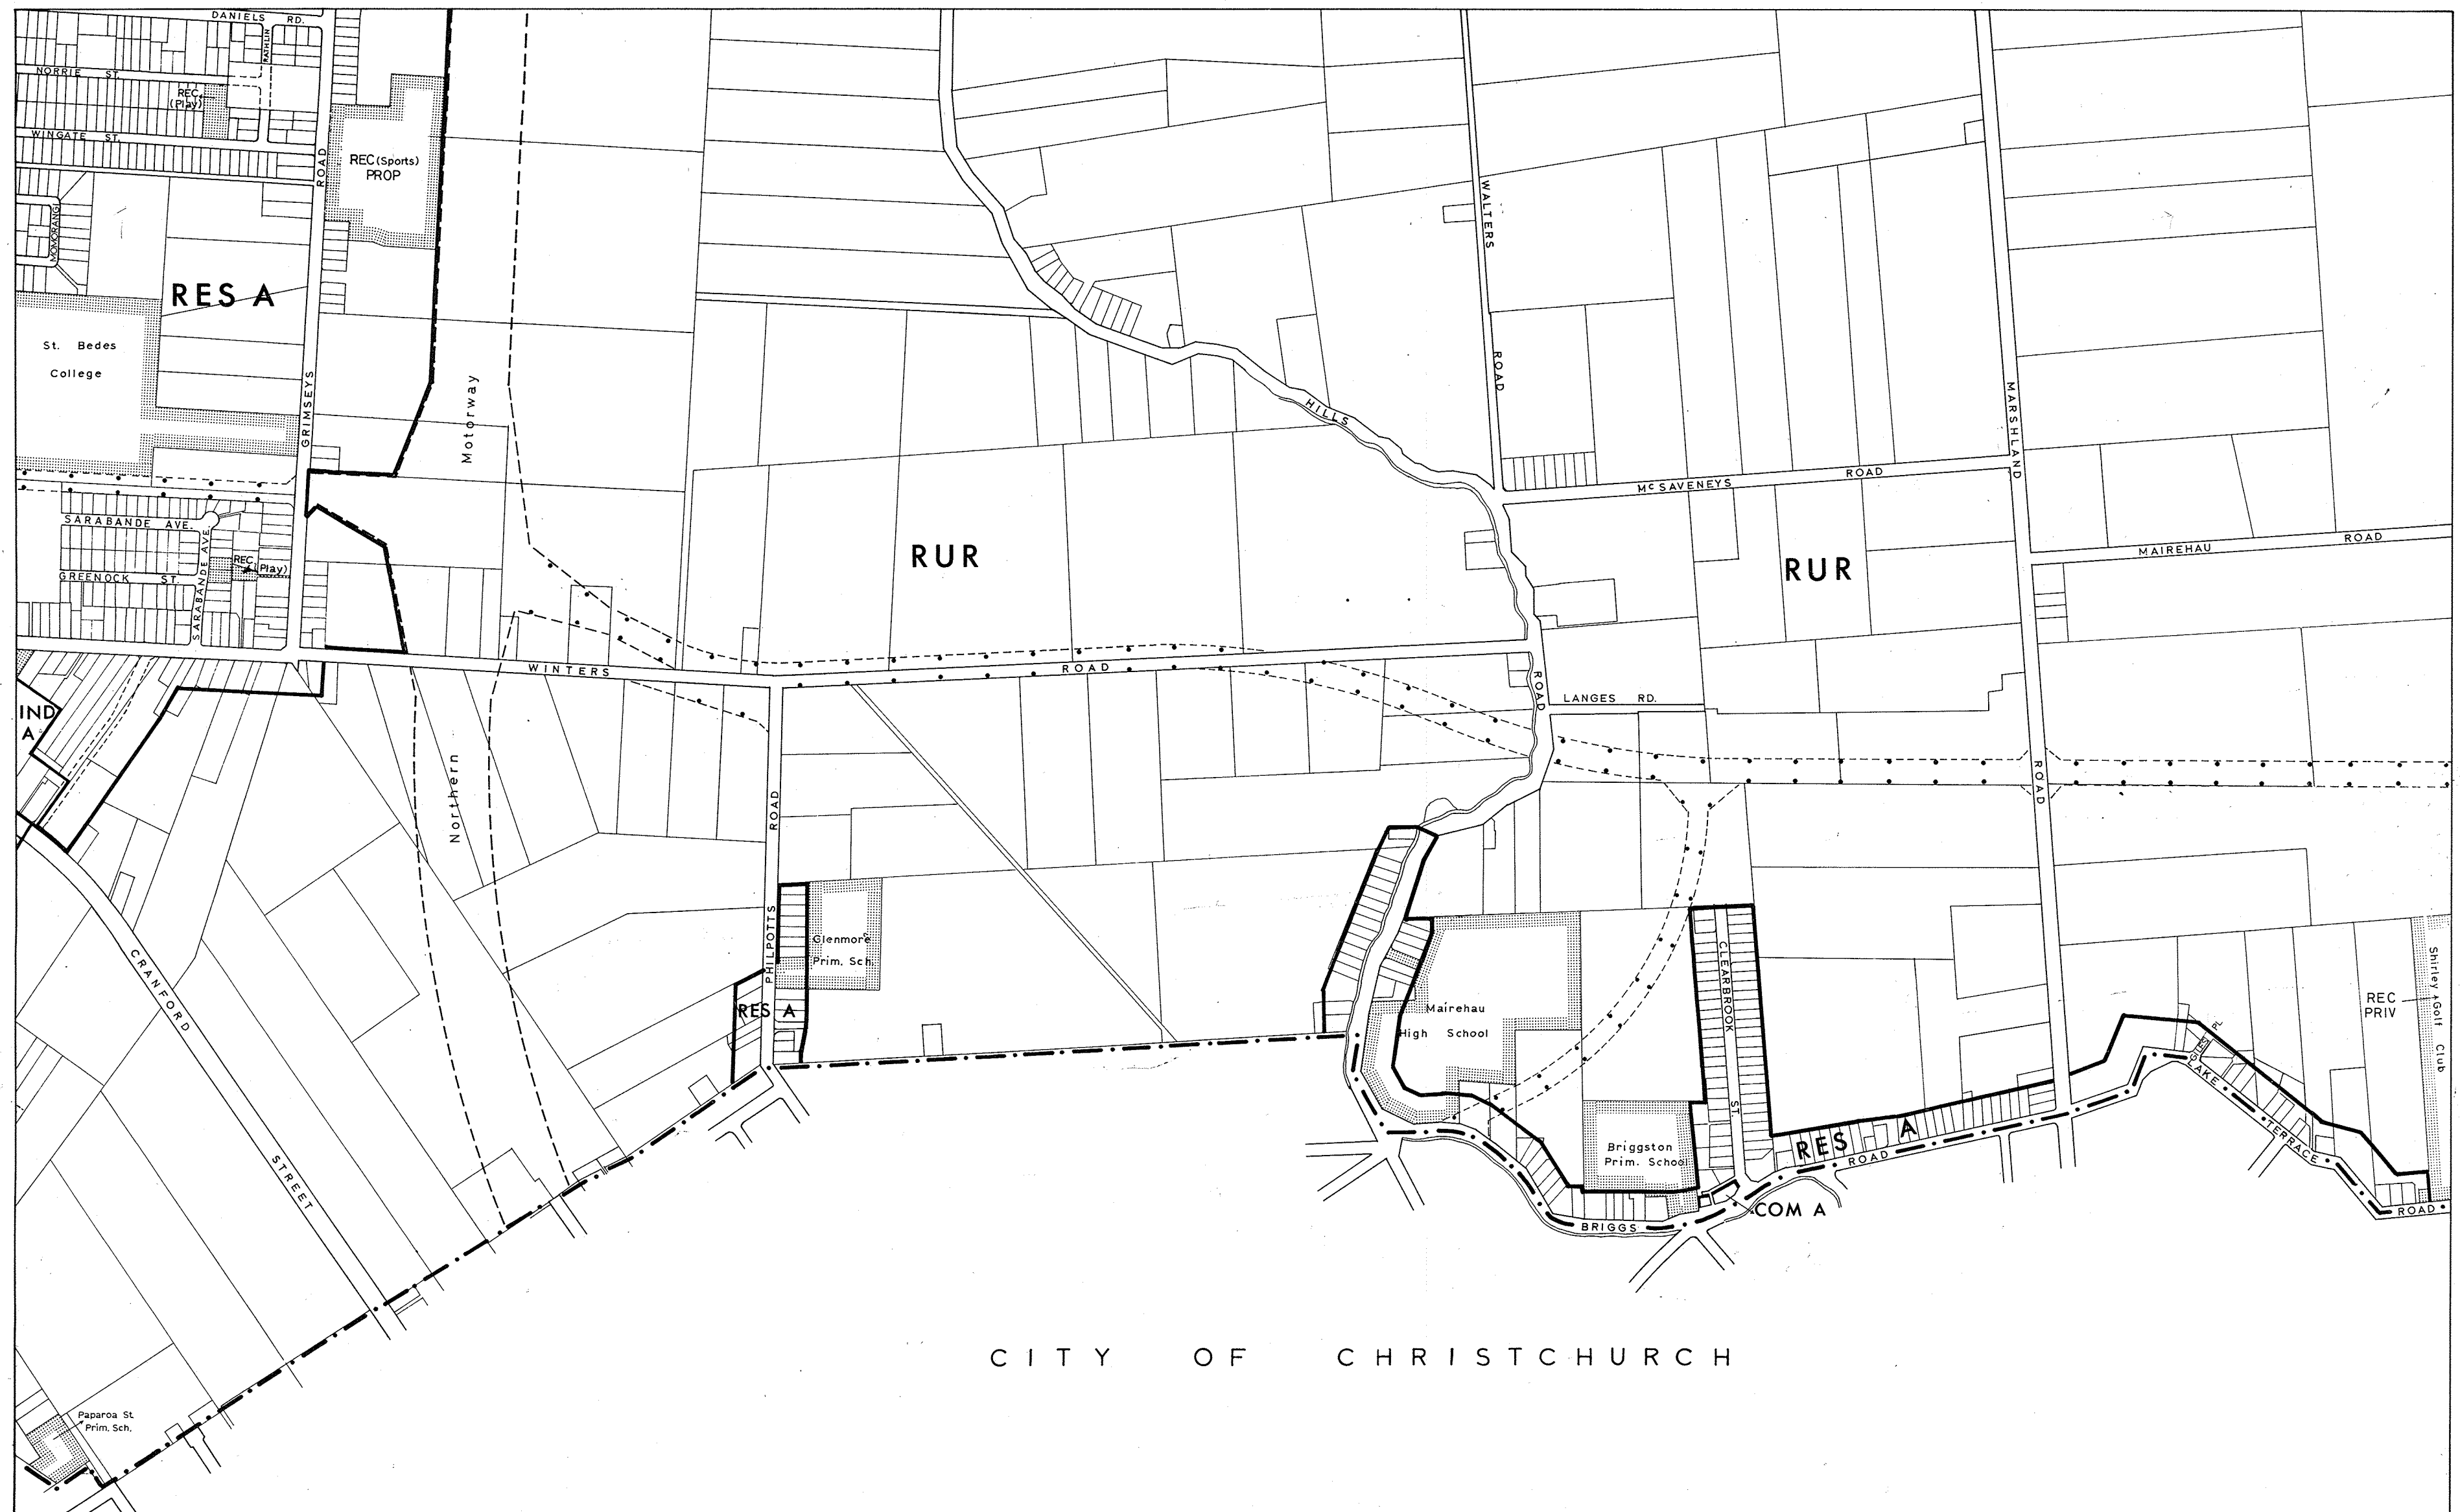 DANIELS RD.
RATHLIN
NORRIE ST.
REC.
(Play)
WINGATE ST.
REC (Sports)
PROP
GRIMSEYS ROAD
MOMORANGI
RES A
St. Bedes
College
Motorway
Northern
WALTERS ROAD
HILLS ROAD
MARSHLAND ROAD
McSAVENEYS ROAD
MAIREHAU ROAD
SARABANDE AVE.
SARABANDE AVE.
REC.
(Play)
GREENOCK ST.
RUR
RUR
WINTERS ROAD
LANGES RD.
IND
A
PHILPOTTS ROAD
CRANFORD STREET
Glenmore
Prim. Sch.
RES A
Mairehau
High School
CLEARBROOK ST.
Shirley Golf Club
REC
PRIV
PL
LAKE TERRACE ROAD
Briggston
Prim. School
RES A
BRIGGS ROAD
COM A
CITY OF CHRISTCHURCH
Paparoa St.
Prim. Sch.